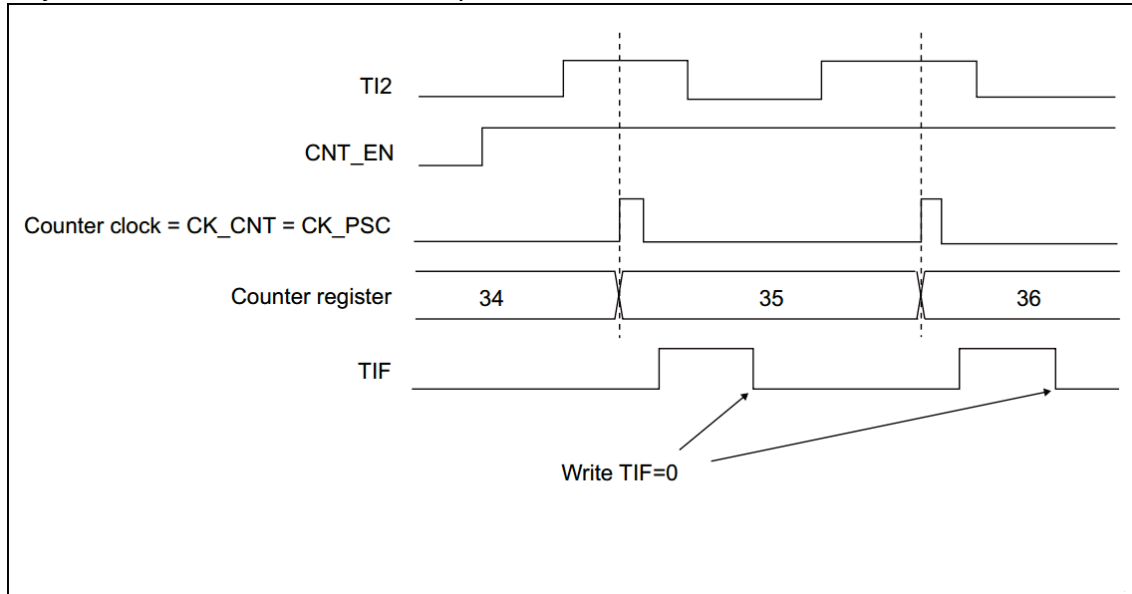 TI2
CNT_EN
Counter clock = CK_CNT = CK_PSC
Counter register 34 35 36
TIF
Write TIF=0